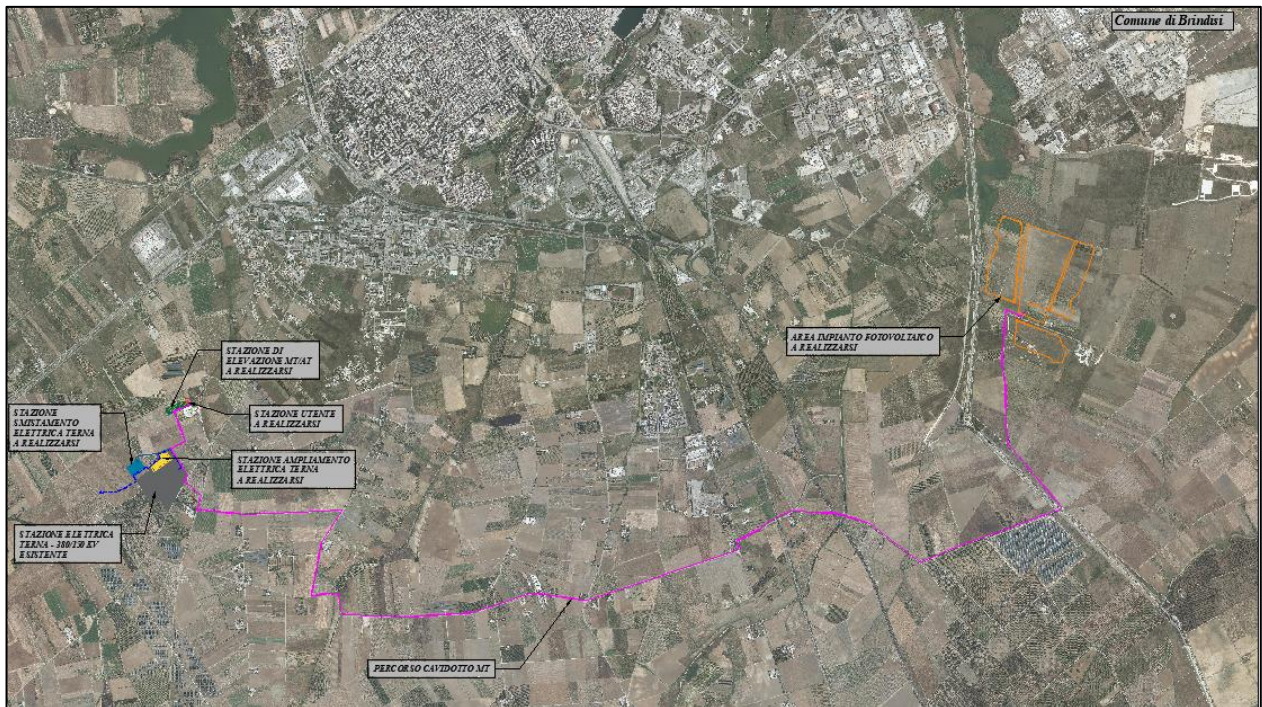 Comune di Brindisi
AREA IMPIANTO FOTOVOLTAICO
A REALIZZARSI
STAZIONE DI
ELEVAZIONE MT/AT
A REALIZZARSI
STAZIONE UTENTE
A REALIZZARSI
STAZIONE
SMISTAMENTO
ELETTRICA TERNA
A REALIZZARSI
STAZIONE AMPLIAMENTO
ELETTRICA TERNA
A REALIZZARSI
STAZIONE ELETTRICA
TERNA - 380/150 KV
ESISTENTE
PERCORSO CAVIDOTTO MT